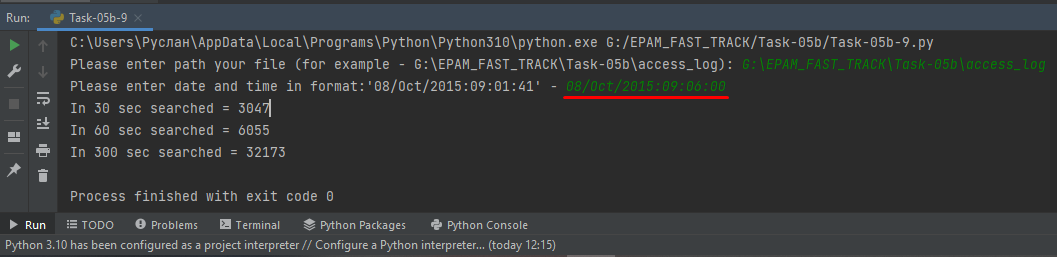 Run: Task-05b-9
C:\Users\Руслан\AppData\Local\Programs\Python\Python310\python.exe G:/EPAM_FAST_TRACK/Task-05b/Task-05b-9.py
Please enter path your file (for example - G:\EPAM_FAST_TRACK\Task-05b\access_log): G:\EPAM_FAST_TRACK\Task-05b\access_log
Please enter date and time in format:'08/Oct/2015:09:01:41' - 08/Oct/2015:09:06:00
In 30 sec searched = 3047
In 60 sec searched = 6055
In 300 sec searched = 32173
Process finished with exit code 0
Run TODO Problems Terminal Python Packages Python Console
Python 3.10 has been configured as a project interpreter // Configure a Python interpreter... (today 12:15)